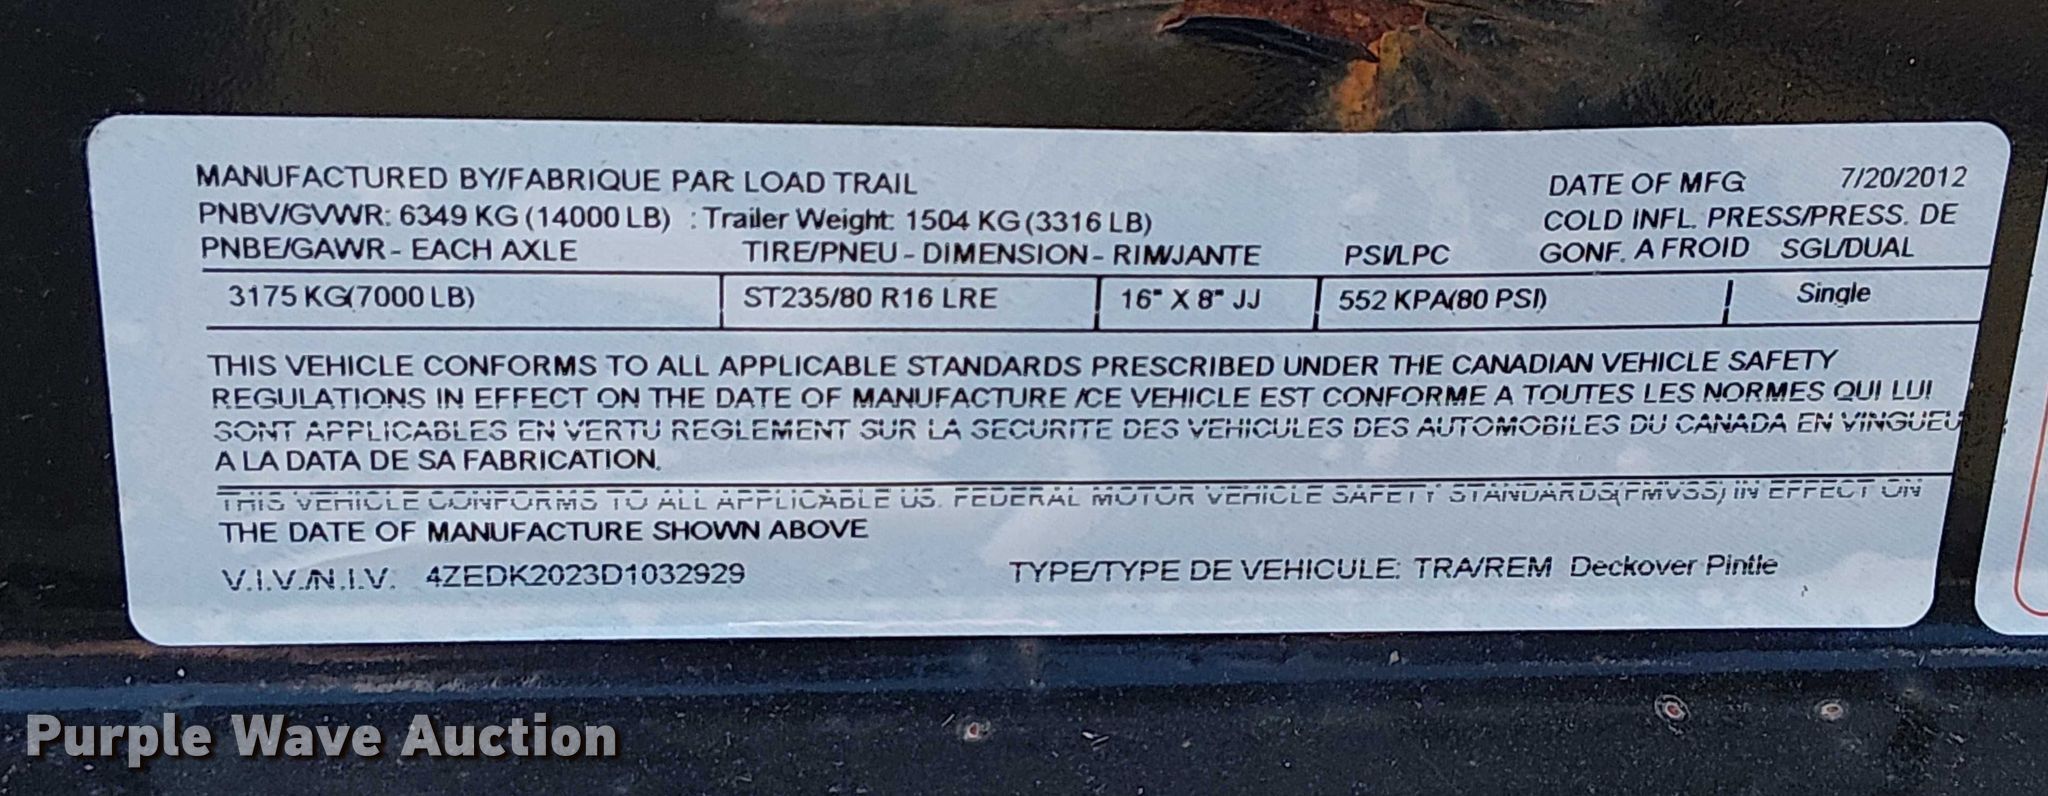 MANUFACTURED BY/FABRIQUE PAR: LOAD TRAIL DATE OF MFG: 7/20/2012
PNBV/GVWR: 6349 KG (14000 LB) : Trailer Weight: 1504 KG (3316 LB) COLD INFL. PRESS/PRESS. DE
PNBE/GAWR - EACH AXLE TIRE/PNEU - DIMENSION - RIM/JANTE PSI/LPC GONF. A FROID SGL/DUAL
3175 KG(7000 LB) ST235/80 R16 LRE 16" X 8" JJ 552 KPA(80 PSI) / Single
THIS VEHICLE CONFORMS TO ALL APPLICABLE STANDARDS PRESCRIBED UNDER THE CANADIAN VEHICLE SAFETY
REGULATIONS IN EFFECT ON THE DATE OF MANUFACTURE /CE VEHICLE EST CONFORME A TOUTES LES NORMES QUI LUI
SONT APPLICABLES EN VERTU REGLEMENT SUR LA SECURITE DES VEHICULES DES AUTOMOBILES DU CANADA EN VINGUEU
A LA DATA DE SA FABRICATION.
THIS VEHICLE CONFORMS TO ALL APPLICABLE US. FEDERAL MOTOR VEHICLE SAFETY STANDARDS(FMVSS) IN EFFECT ON
THE DATE OF MANUFACTURE SHOWN ABOVE
V.I.V./N.I.V. 4ZEDK2023D1032929 TYPE/TYPE DE VEHICULE: TRA/REM Deckover Pintle
Purple Wave Auction